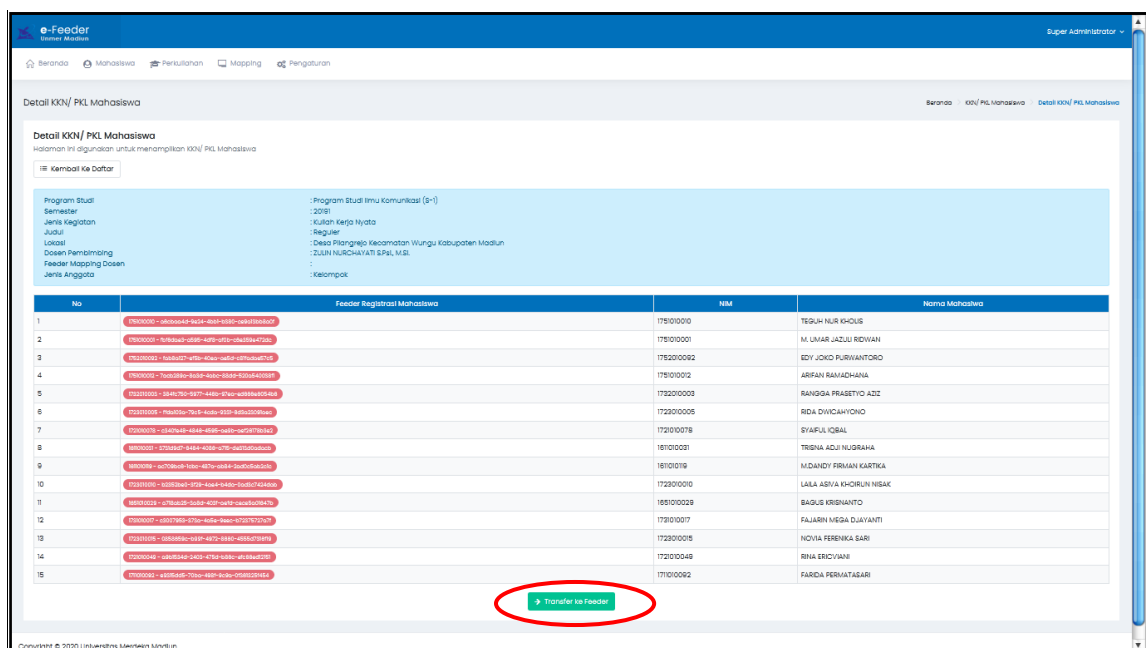 e-Feeder
Unmer Madiun
Super Administrator
Beranda Mahasiswa Perkuliahan Mapping Pengaturan
Detail KKN/ PKL Mahasiswa
Beranda KKN/ PKL Mahasiswa Detail KKN/ PKL Mahasiswa
Detail KKN/ PKL Mahasiswa
Halaman ini digunakan untuk menampilkan KKN/ PKL Mahasiswa
Kembali Ke Daftar
Program Studi : Program Studi Ilmu Komunikasi (S-1)
Semester : 20191
Jenis Kegiatan : Kuliah Kerja Nyata
Judul : Reguler
Lokasi : Desa Pilangrejo Kecamatan Wungu Kabupaten Madiun
Dosen Pembimbing : ZULIN NURCHAYATI S.Psi., M.Si.
Feeder Mapping Dosen :
Jenis Anggota : Kelompok
No Feeder Registrasi Mahasiswa NIM Nama Mahasiwa
1 1751010010 TEGUH NUR KHOLIS
2 1751010001 M. UMAR JAZULI RIDWAN
3 1752010092 EDY JOKO PURWANTORO
4 1751010012 ARIFAN RAMADHANA
5 1732010003 RANGGA PRASETYO AZIZ
6 1723010005 RIDA DWICAHYONO
7 1721010078 SYAIFUL IQBAL
8 1611010031 TRISNA ADJI NUGRAHA
9 1611010119 M.DANDY FIRMAN KARTIKA
10 1723010010 LAILA ASIVA KHOIRUN NISAK
11 1651010029 BAGUS KRISNANTO
12 1731010017 FAJARIN MEGA DJAYANTI
13 1723010015 NOVIA FERENIKA SARI
14 1721010049 RINA ERICVIANI
15 1711010092 FARIDA PERMATASARI
Transfer ke Feeder
Copyright © 2020 Universitas Merdeka Madiun